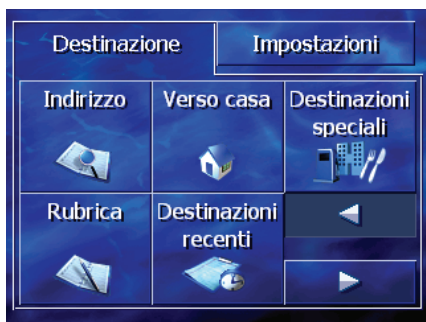 Destinazione
Impostazioni
Indirizzo
Verso casa
Destinazioni
speciali
Rubrica
Destinazioni
recenti